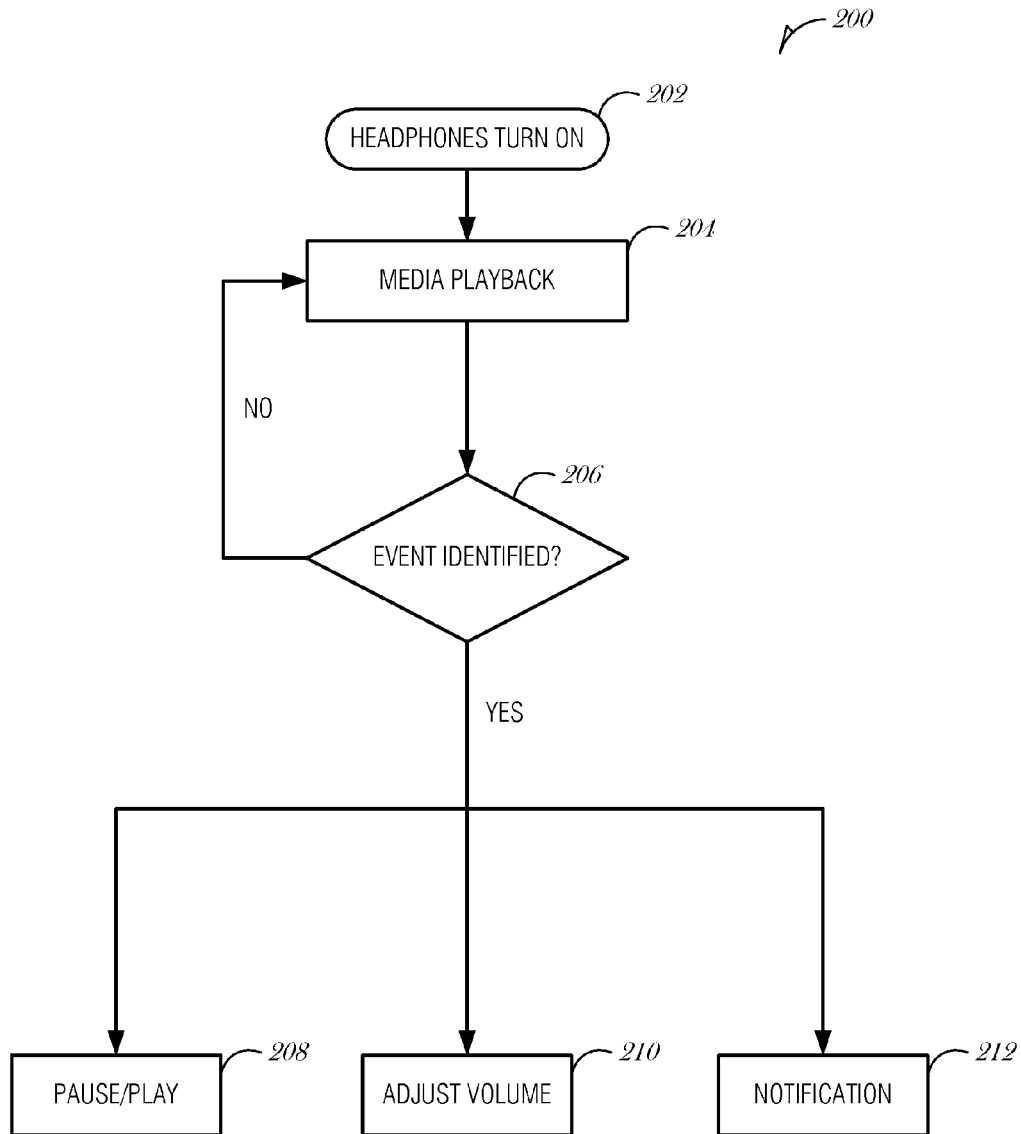 200
202
HEADPHONES TURN ON
204
MEDIA PLAYBACK
NO
206
EVENT IDENTIFIED?
YES
208
210
212
PAUSE/PLAY
ADJUST VOLUME
NOTIFICATION